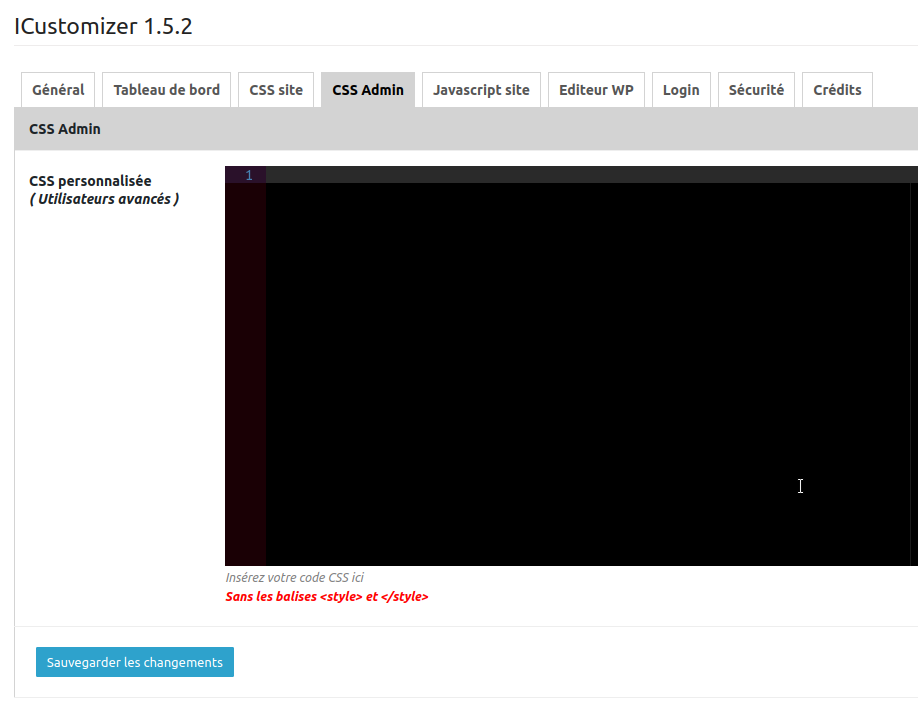 ICustomizer 1.5.2
Général Tableau de bord CSS site CSS Admin Javascript site Editeur WP Login Sécurité Crédits
CSS Admin
CSS personnalisée
( Utilisateurs avancés )
1
Insérez votre code CSS ici
Sans les balises <style> et </style>
Sauvegarder les changements